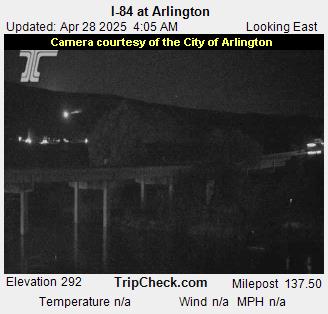 I-84 at Arlington
Updated: Apr 28 2025 4:05 AM Looking East
Camera courtesy of the City of Arlington
Elevation 292 TripCheck.com Milepost 137.50
Temperature n/a Wind n/a MPH n/a